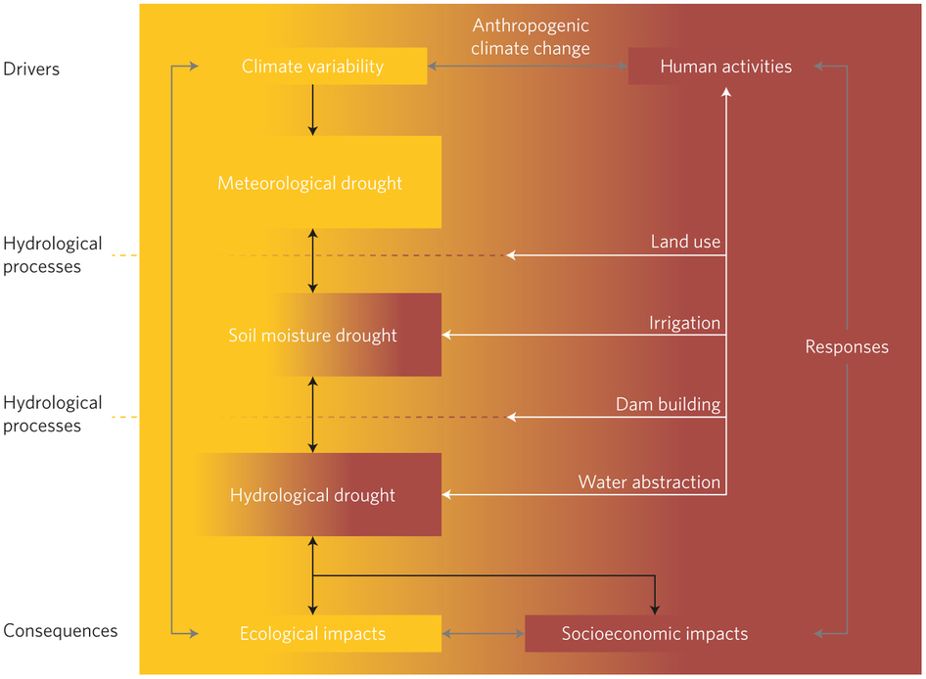 Anthropogenic
climate change
Drivers
Climate variability
Human activities
Meteorological drought
Hydrological
processes
Land use
Soil moisture drought
Irrigation
Responses
Hydrological
processes
Dam building
Water abstraction
Hydrological drought
Consequences
Ecological impacts
Socioeconomic impacts